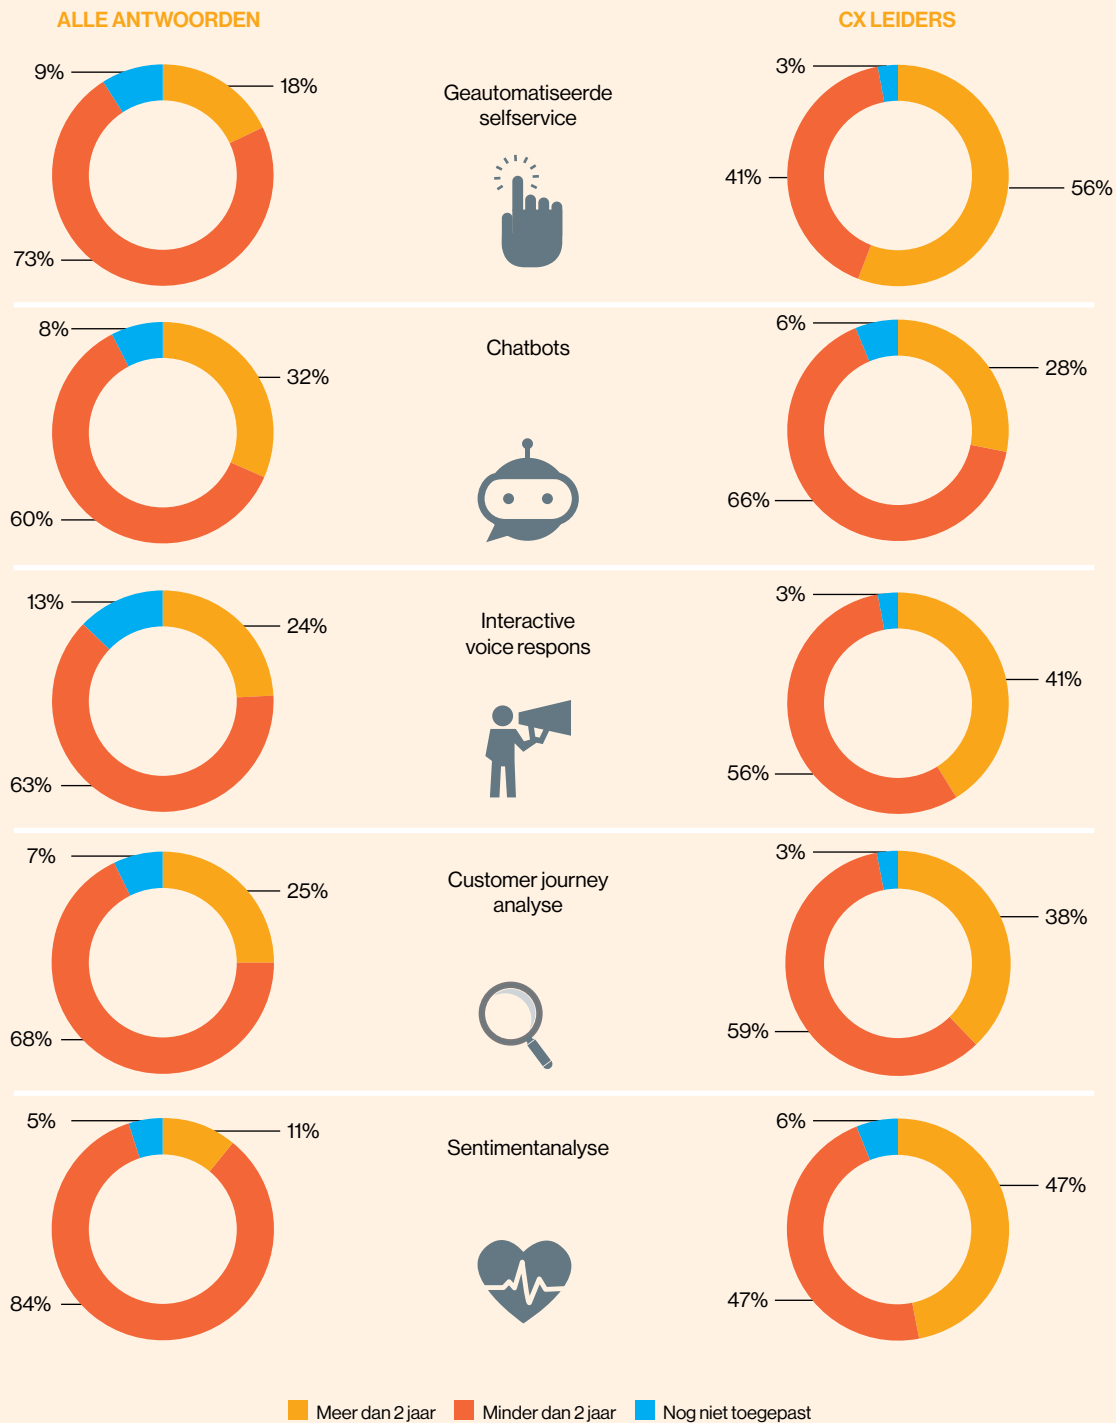 ALLE ANTWOORDEN
CX LEIDERS
9%
18%
73%
Geautomatiseerde
selfservice
3%
41%
56%
8%
32%
60%
Chatbots
6%
28%
66%
13%
24%
63%
Interactive
voice respons
3%
41%
56%
7%
25%
68%
Customer journey
analyse
3%
38%
59%
5%
11%
84%
Sentimentanalyse
6%
47%
47%
Meer dan 2 jaar
Minder dan 2 jaar
Nog niet toegepast